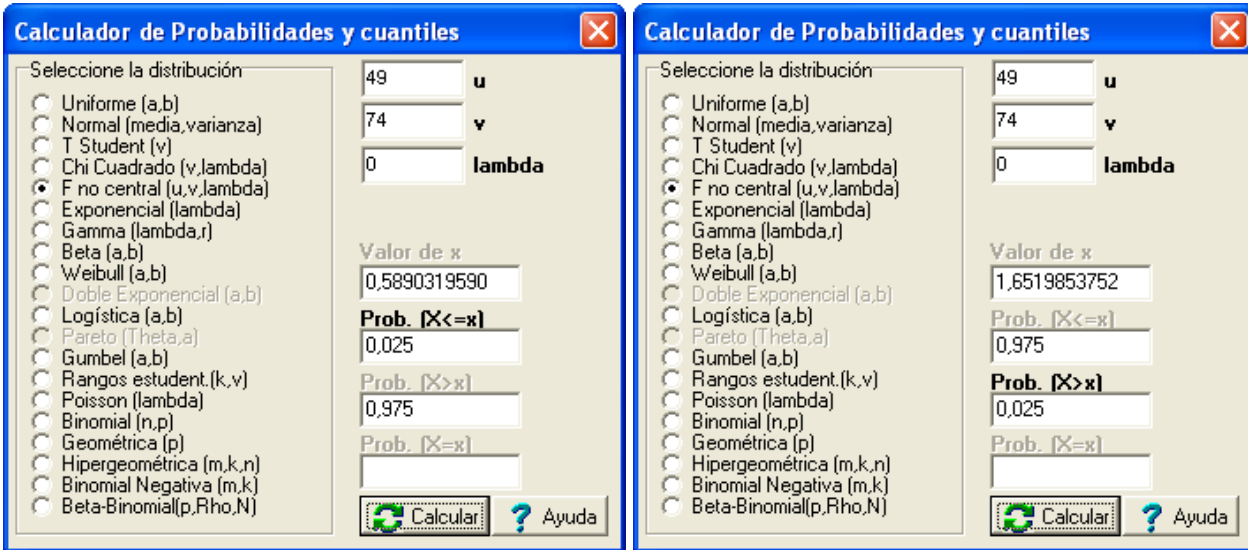 Calculador de Probabilidades y cuantiles
Seleccione la distribución
Uniforme (a,b)
Normal (media,varianza)
T Student (v)
Chi Cuadrado (v,lambda)
F no central (u,v,lambda)
Exponencial (lambda)
Gamma (lambda,r)
Beta (a,b)
Weibull (a,b)
Doble Exponencial (a,b)
Logística (a,b)
Pareto (Theta,a)
Gumbel (a,b)
Rangos estudent.(k,v)
Poisson (lambda)
Binomial (n,p)
Geométrica (p)
Hipergeométrica (m,k,n)
Binomial Negativa (m,k)
Beta-Binomial(p,Rho,N)
49 u
74 v
0 lambda
Valor de x
0,5890319590
Prob. (X<=x)
0,025
Prob. (X>x)
0,975
Prob. (X=x)
Calcular
? Ayuda
Calculador de Probabilidades y cuantiles
Seleccione la distribución
Uniforme (a,b)
Normal (media,varianza)
T Student (v)
Chi Cuadrado (v,lambda)
F no central (u,v,lambda)
Exponencial (lambda)
Gamma (lambda,r)
Beta (a,b)
Weibull (a,b)
Doble Exponencial (a,b)
Logística (a,b)
Pareto (Theta,a)
Gumbel (a,b)
Rangos estudent.(k,v)
Poisson (lambda)
Binomial (n,p)
Geométrica (p)
Hipergeométrica (m,k,n)
Binomial Negativa (m,k)
Beta-Binomial(p,Rho,N)
49 u
74 v
0 lambda
Valor de x
1,6519853752
Prob. (X<=x)
0,975
Prob. (X>x)
0,025
Prob. (X=x)
Calcular
? Ayuda